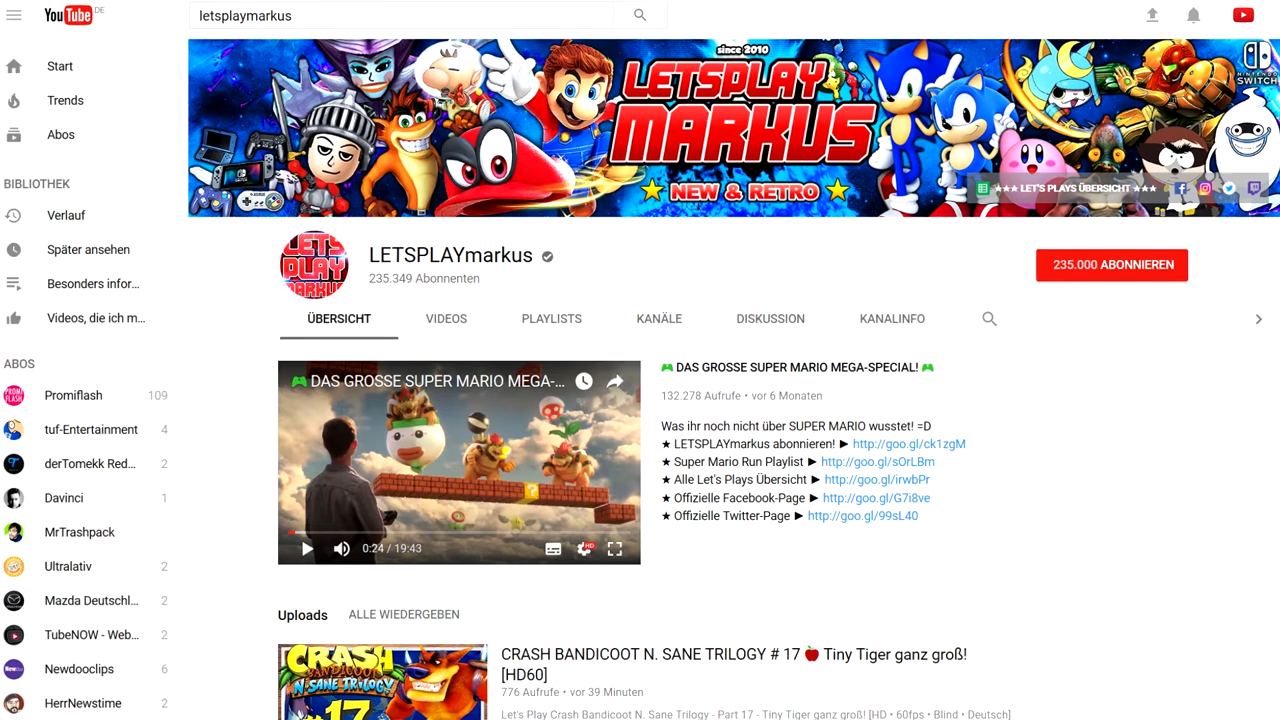 YouTube DE
letsplaymarkus
Start
Trends
Abos
BIBLIOTHEK
Verlauf
Später ansehen
Besonders infor...
Videos, die ich m...
ABOS
Promiflash 109
tuf-Entertainment 4
derTomekk Red... 2
Davinci 1
MrTrashpack
Ultralativ 2
Mazda Deutschl... 2
TubeNOW - Web... 2
Newdooclips 6
HerrNewstime 2
since 2010
LETSPLAY
MARKUS
★ NEW & RETRO ★
NINTENDO
SWITCH
★★★ LET'S PLAYS ÜBERSICHT ★★★
LETS
PLAY
MARKUS
LETSPLAYmarkus
235.349 Abonnenten
235.000 ABONNIEREN
ÜBERSICHT VIDEOS PLAYLISTS KANÄLE DISKUSSION KANALINFO
🎮 DAS GROSSE SUPER MARIO MEGA-...
0:24 / 19:43
HD
🎮 DAS GROSSE SUPER MARIO MEGA-SPECIAL! 🎮
132.278 Aufrufe • vor 6 Monaten
Was ihr noch nicht über SUPER MARIO wusstet! =D
★ LETSPLAYmarkus abonnieren! ► http://goo.gl/ck1zgM
★ Super Mario Run Playlist ► http://goo.gl/sOrLBm
★ Alle Let's Plays Übersicht ► http://goo.gl/irwbPr
★ Offizielle Facebook-Page ► http://goo.gl/G7i8ve
★ Offizielle Twitter-Page ► http://goo.gl/99sL40
Uploads ALLE WIEDERGEBEN
CRASH
BANDICOOT
N. SANE TRILOGY
#17
CRASH BANDICOOT N. SANE TRILOGY # 17 🍎 Tiny Tiger ganz groß!
[HD60]
776 Aufrufe • vor 39 Minuten
Let's Play Crash Bandicoot N. Sane Trilogy - Part 17 - Tiny Tiger ganz groß! [HD • 60fps • Blind • Deutsch]